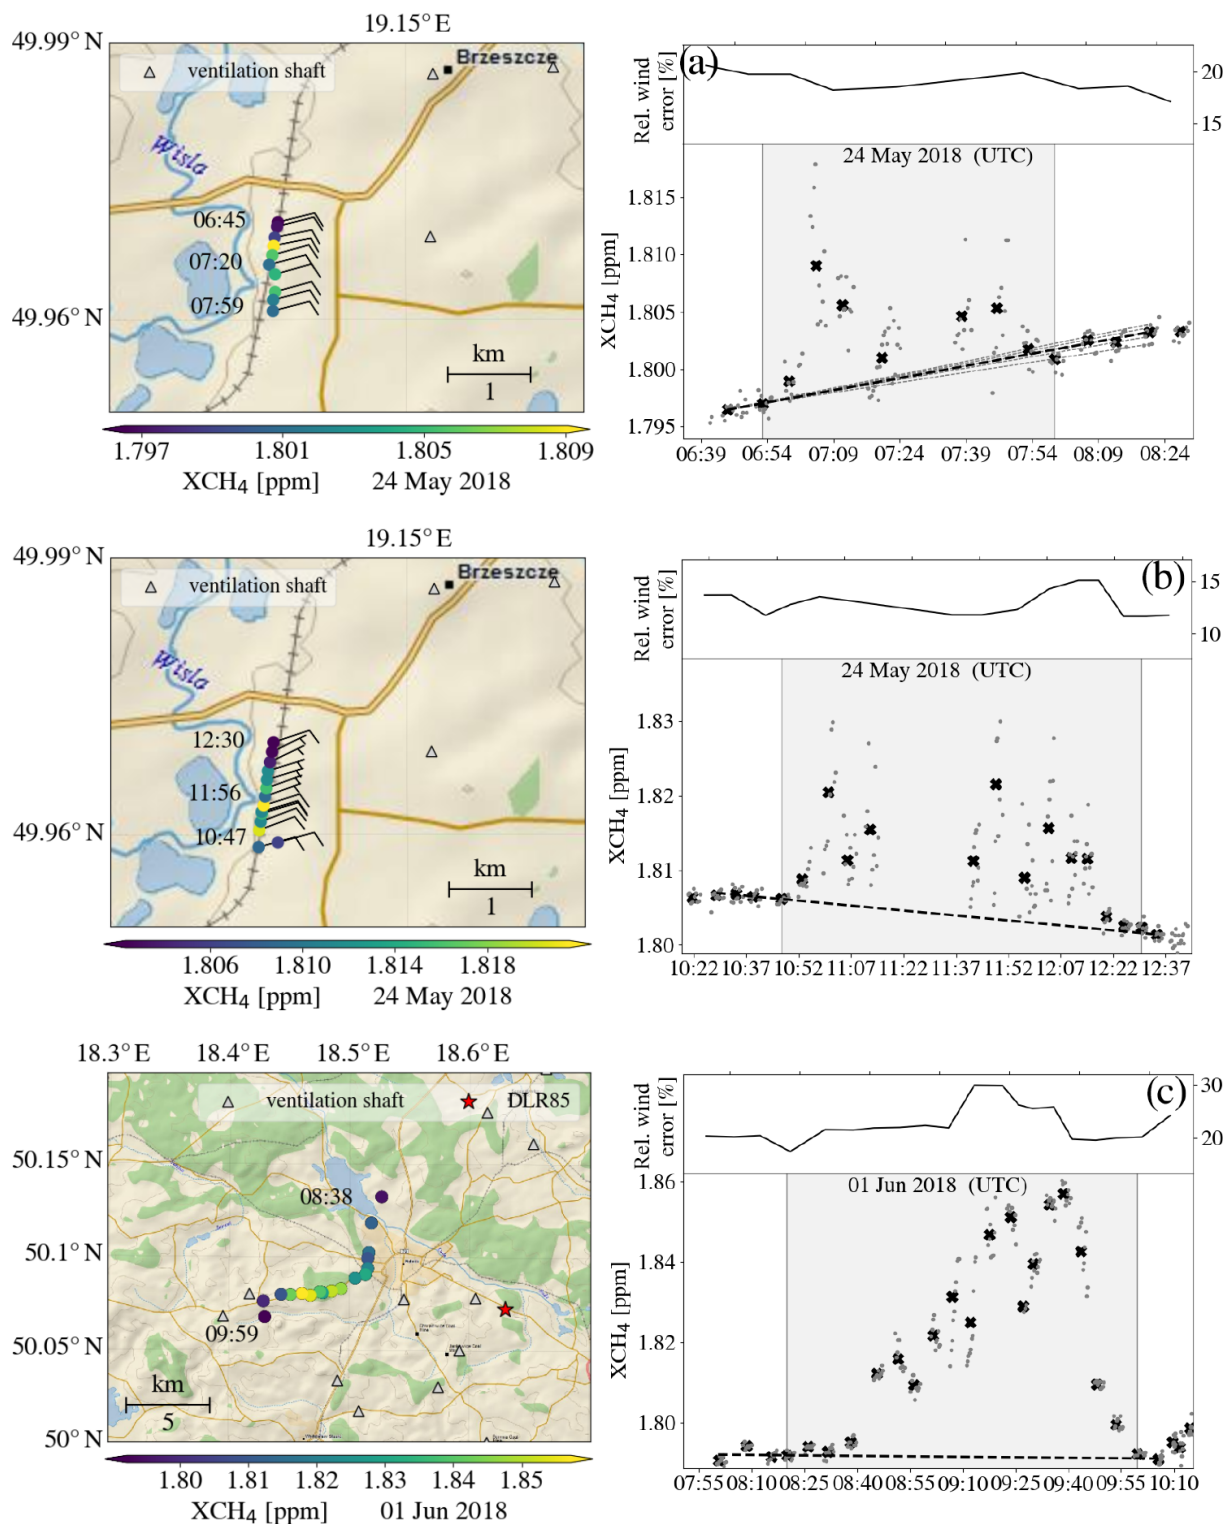 19.15° E
49.99° N
ventilation shaft
Brzeszcze
Wisla
06:45
07:20
07:59
49.96° N
km
1
1.797 1.801 1.805 1.809
XCH₄ [ppm] 24 May 2018
(a)
Rel. wind
error [%]
20
15
24 May 2018 (UTC)
XCH₄ [ppm]
1.815
1.810
1.805
1.800
1.795
06:39 06:54 07:09 07:24 07:39 07:54 08:09 08:24
19.15° E
49.99° N
ventilation shaft
Brzeszcze
Wisla
12:30
11:56
10:47
49.96° N
km
1
1.806 1.810 1.814 1.818
XCH₄ [ppm] 24 May 2018
(b)
Rel. wind
error [%]
15
10
24 May 2018 (UTC)
XCH₄ [ppm]
1.83
1.82
1.81
1.80
10:22 10:37 10:52 11:07 11:22 11:37 11:52 12:07 12:22 12:37
18.3° E 18.4° E 18.5° E 18.6° E
ventilation shaft DLR85
50.15° N
08:38
50.1° N
09:59
50.05° N
km
5
50° N
1.80 1.81 1.82 1.83 1.84 1.85
XCH₄ [ppm] 01 Jun 2018
(c)
Rel. wind
error [%]
30
20
01 Jun 2018 (UTC)
XCH₄ [ppm]
1.86
1.84
1.82
1.80
07:55 08:10 08:25 08:40 08:55 09:10 09:25 09:40 09:55 10:10